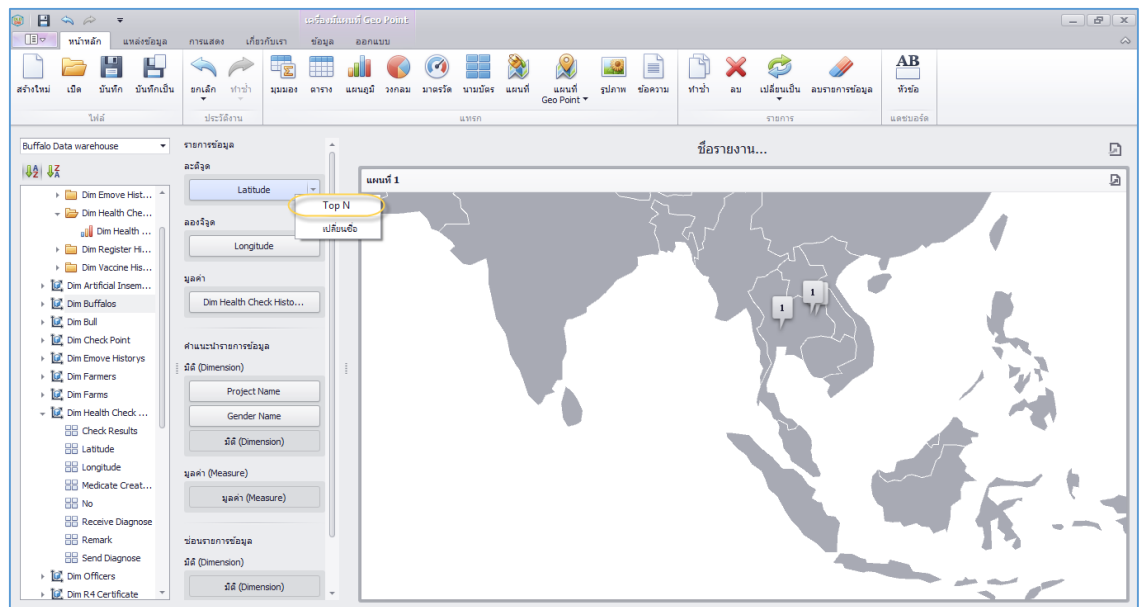 เครื่องมือแผนที่ Geo Point
หน้าหลัก แหล่งข้อมูล การแสดง เกี่ยวกับเรา ข้อมูล ออกแบบ
สร้างใหม่ เปิด บันทึก บันทึกเป็น ยกเลิก ทำซ้ำ มุมมอง ตาราง แผนภูมิ วงกลม มาตรวัด นามบัตร แผนที่ แผนที่ Geo Point รูปภาพ ข้อความ ทำซ้ำ ลบ เปลี่ยนเป็น ลบรายการข้อมูล AB หัวข้อ
ไฟล์ ประวัติงาน แทรก รายการ แดชบอร์ด
Buffalo Data warehouse
Dim Emove Hist...
Dim Health Che...
Dim Health ...
Dim Register Hi...
Dim Vaccine His...
Dim Artificial Insem...
Dim Buffalos
Dim Bull
Dim Check Point
Dim Emove Historys
Dim Farmers
Dim Farms
Dim Health Check ...
Check Results
Latitude
Longitude
Medicate Creat...
No
Receive Diagnose
Remark
Send Diagnose
Dim Officers
Dim R4 Certificate
รายการข้อมูล
ละติจูด
Latitude
Top N
เปลี่ยนชื่อ
ลองจิจูด
Longitude
มูลค่า
Dim Health Check Histo...
คำแนะนำรายการข้อมูล
มิติ (Dimension)
Project Name
Gender Name
มิติ (Dimension)
มูลค่า (Measure)
มูลค่า (Measure)
ซ่อนรายการข้อมูล
มิติ (Dimension)
มิติ (Dimension)
ชื่อรายงาน...
แผนที่ 1
1
1